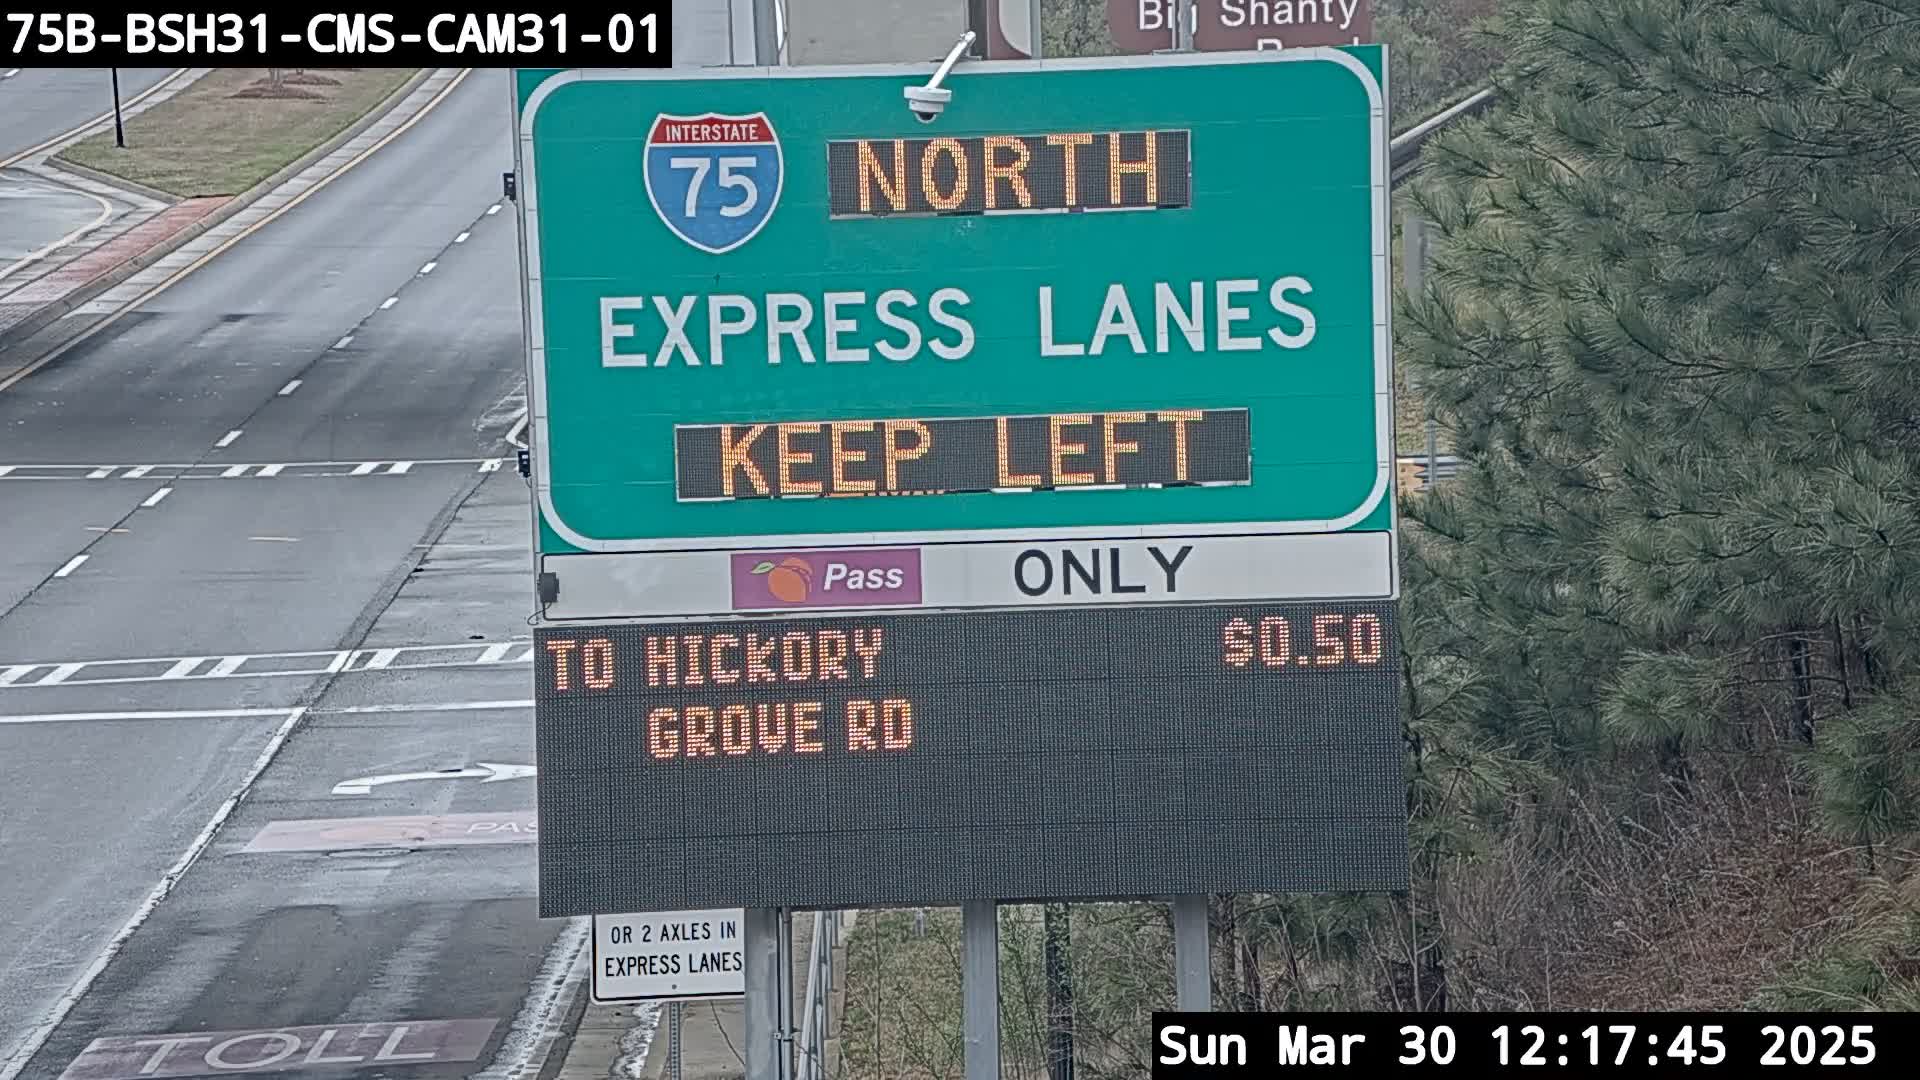 75B-BSH31-CMS-CAM31-01
Big Shanty
INTERSTATE
75
NORTH
EXPRESS LANES
KEEP LEFT
Pass ONLY
TO HICKORY $0.50
GROVE RD
OR 2 AXLES IN
EXPRESS LANES
TOLL
Sun Mar 30 12:17:45 2025